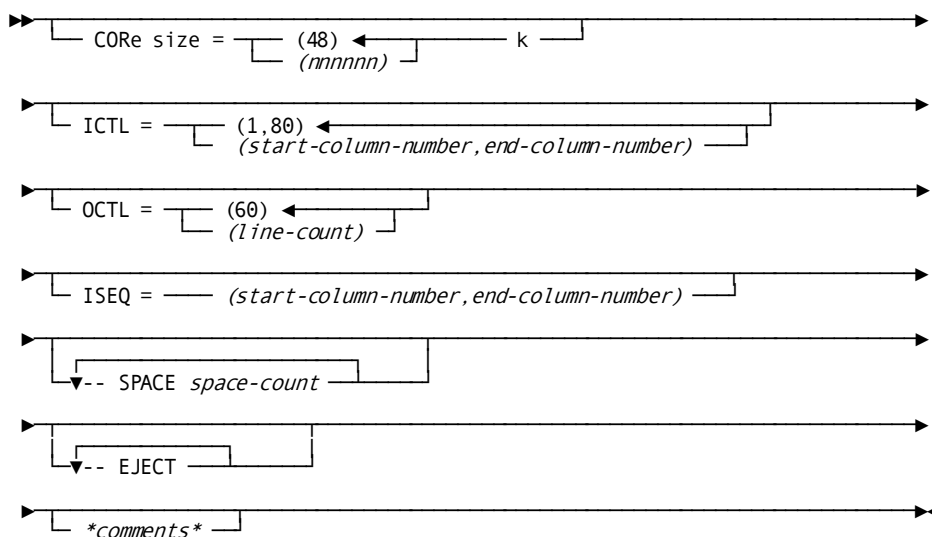 CORe size = (48) k
(nnnnnn)
ICTL = (1,80)
(start-column-number,end-column-number)
OCTL = (60)
(line-count)
ISEQ = (start-column-number,end-column-number)
-- SPACE space-count
-- EJECT
*comments*